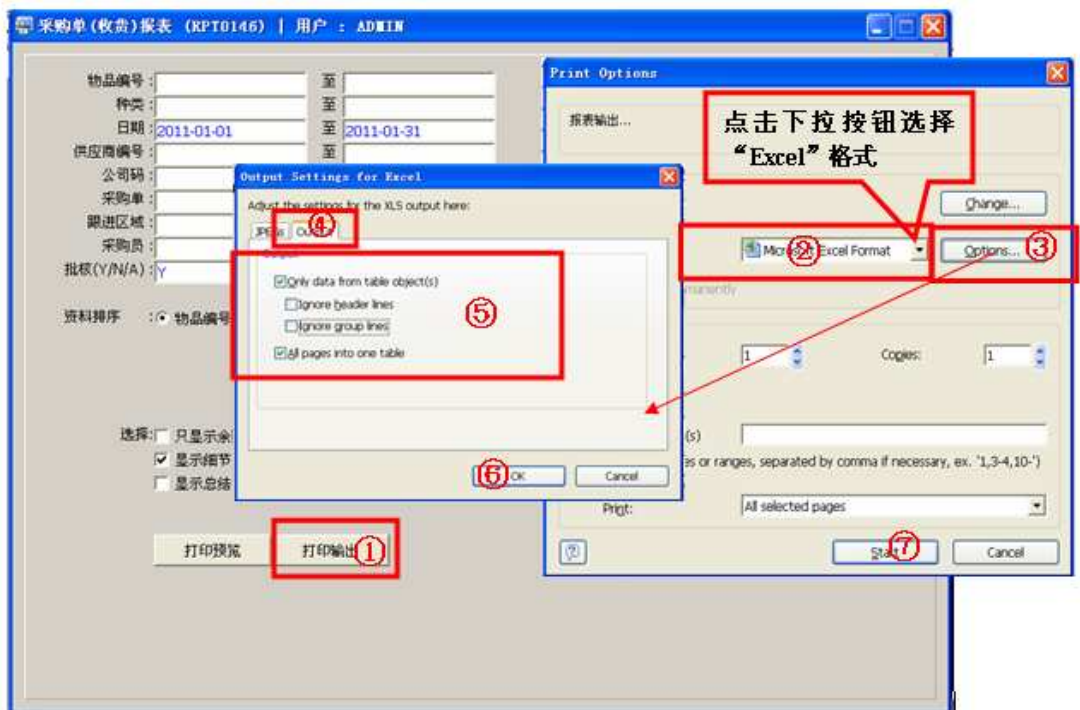 采购单(收货)报表 (RPT0146) | 用户 : ADMIN
物品编号 : 至
种类 : 至
日期 : 2011-01-01 至 2011-01-31
供应商编号 : 至
公司码 :
采购单 :
跟进区域 :
采购员 :
批核(Y/N/A) : Y
资料排序 : 物品编号
选择: 只显示余
显示细节
显示总结
打印预览
打印输出
①
Output Settings for Excel
Adjust the settings for the XLS output here:
JPEGs
④
Only data from table object(s)
Ignore header lines
Ignore group lines
⑤
All pages into one table
⑥ OK
Cancel
Print Options
报表输出...
点击下拉按钮选择
“Excel”格式
Change...
② Microsoft Excel Format
Options... ③
1
Copies: 1
(s)
es or ranges, separated by comma if necessary, ex. '1,3-4,10-')
Print: All selected pages
Start ⑦
Cancel